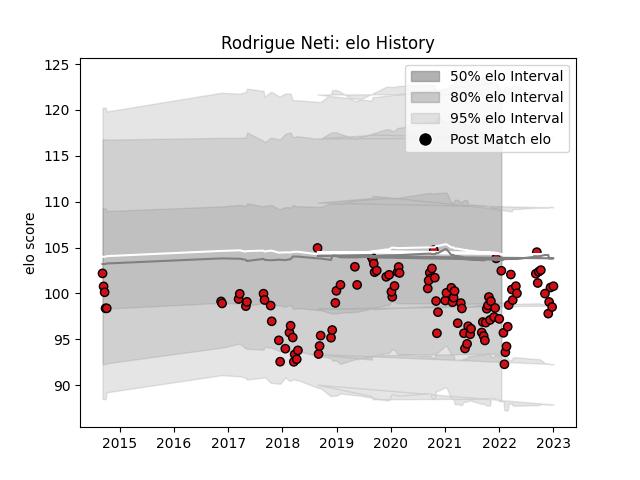 Rodrigue Neti: elo History
50% elo Interval
80% elo Interval
95% elo Interval
Post Match elo
elo score
125
120
115
110
105
100
95
90
2015 2016 2017 2018 2019 2020 2021 2022 2023